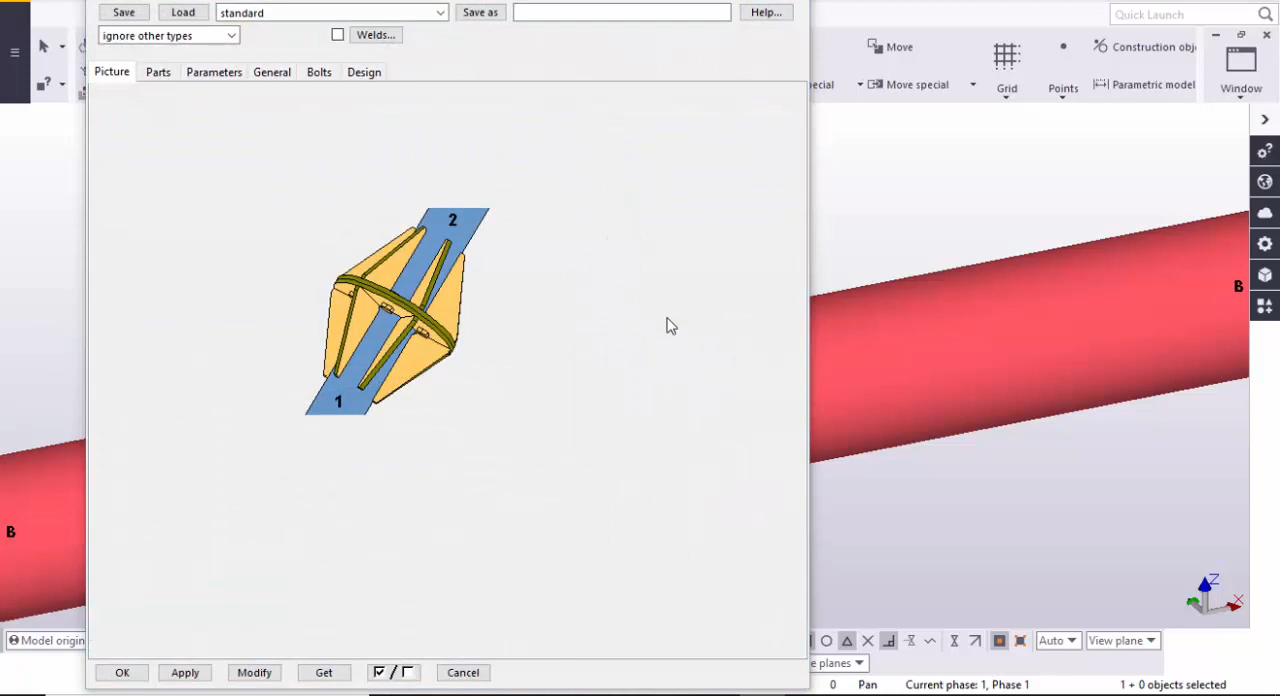 Save Load standard Save as Help... Quick Launch
ignore other types Welds...
Move Construction obj
ecial Move special Grid Points Parametric model Window
Picture Parts Parameters General Bolts Design
2
1
B
B
Z
X
Model origin Auto View plane
e planes
OK Apply Modify Get / Cancel
0 Pan Current phase: 1, Phase 1 1 + 0 objects selected